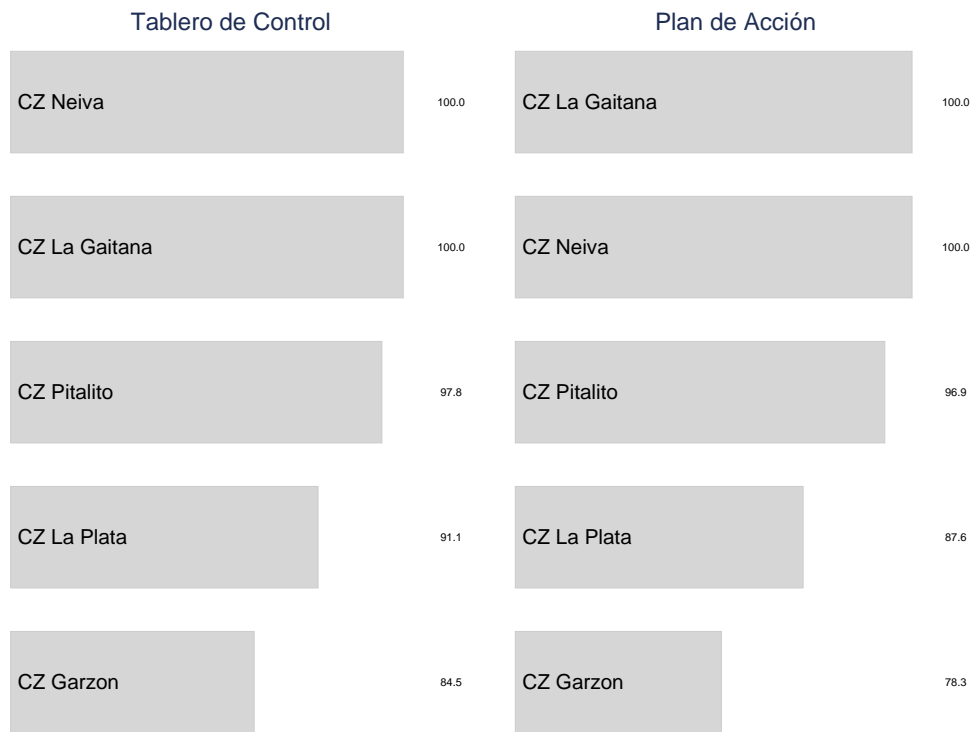 Tablero de Control
CZ Neiva 100.0
CZ La Gaitana 100.0
CZ Pitalito 97.8
CZ La Plata 91.1
CZ Garzon 84.5
Plan de Acción
CZ La Gaitana 100.0
CZ Neiva 100.0
CZ Pitalito 96.9
CZ La Plata 87.6
CZ Garzon 78.3